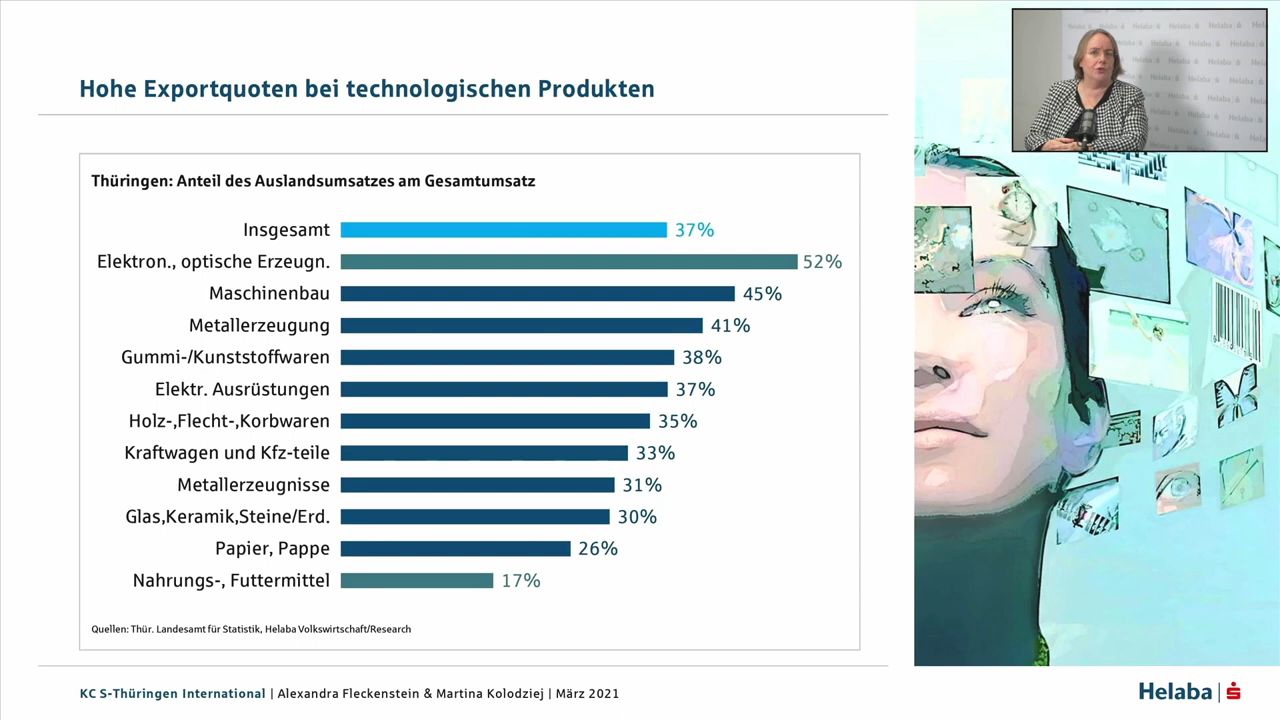 Hohe Exportquoten bei technologischen Produkten
Thüringen: Anteil des Auslandsumsatzes am Gesamtumsatz
Insgesamt 37%
Elektron., optische Erzeugn. 52%
Maschinenbau 45%
Metallerzeugung 41%
Gummi-/Kunststoffwaren 38%
Elektr. Ausrüstungen 37%
Holz-,Flecht-,Korbwaren 35%
Kraftwagen und Kfz-teile 33%
Metallerzeugnisse 31%
Glas,Keramik,Steine/Erd. 30%
Papier, Pappe 26%
Nahrungs-, Futtermittel 17%
Quellen: Thür. Landesamt für Statistik, Helaba Volkswirtschaft/Research
KC S-Thüringen International | Alexandra Fleckenstein & Martina Kolodziej | März 2021
Helaba